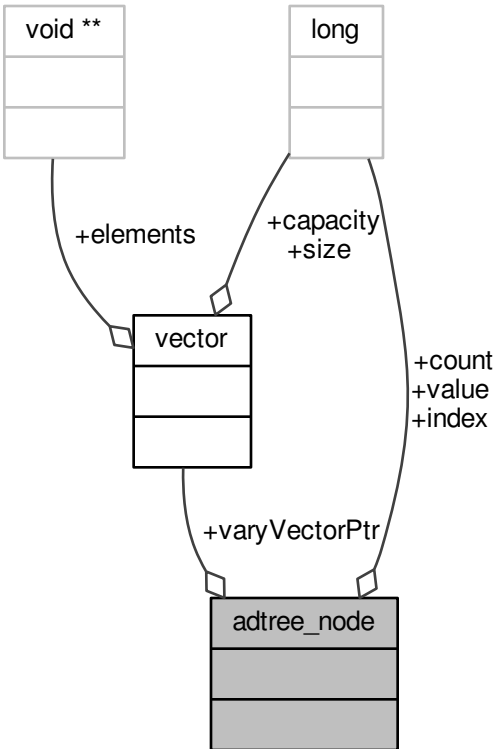 void **
long
+elements
+capacity
+size
vector
+count
+value
+index
+varyVectorPtr
adtree_node